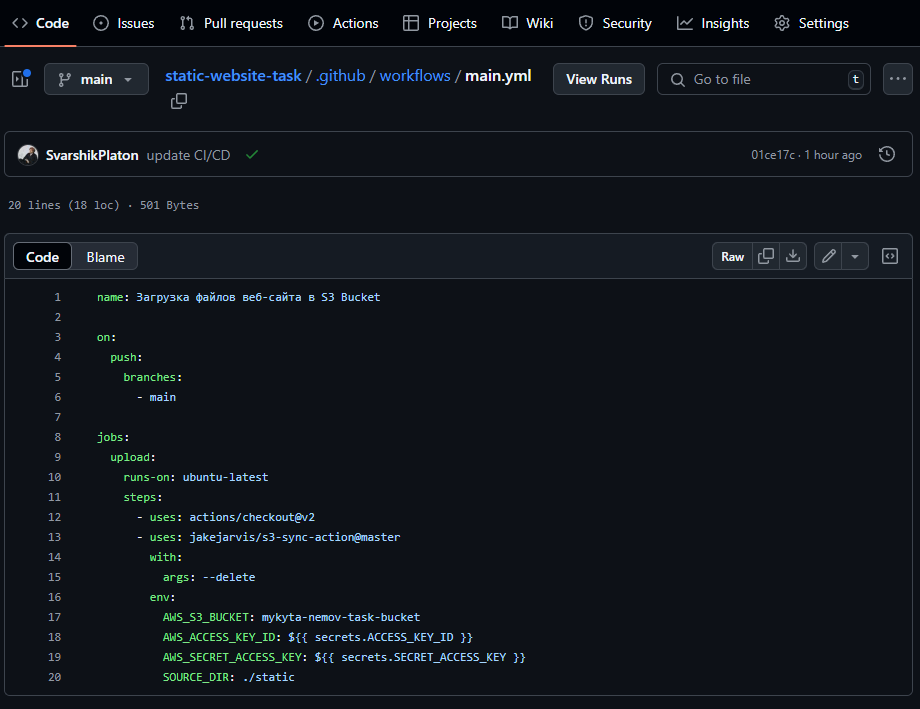 Code Issues Pull requests Actions Projects Wiki Security Insights Settings
main static-website-task / .github / workflows / main.yml View Runs Go to file t
SvarshikPlaton update CI/CD 01ce17c · 1 hour ago
20 lines (18 loc) · 501 Bytes
Code Blame Raw
1 name: Загрузка файлов веб-сайта в S3 Bucket
2
3 on:
4 push:
5 branches:
6 - main
7
8 jobs:
9 upload:
10 runs-on: ubuntu-latest
11 steps:
12 - uses: actions/checkout@v2
13 - uses: jakejarvis/s3-sync-action@master
14 with:
15 args: --delete
16 env:
17 AWS_S3_BUCKET: mykyta-nemov-task-bucket
18 AWS_ACCESS_KEY_ID: ${{ secrets.ACCESS_KEY_ID }}
19 AWS_SECRET_ACCESS_KEY: ${{ secrets.SECRET_ACCESS_KEY }}
20 SOURCE_DIR: ./static